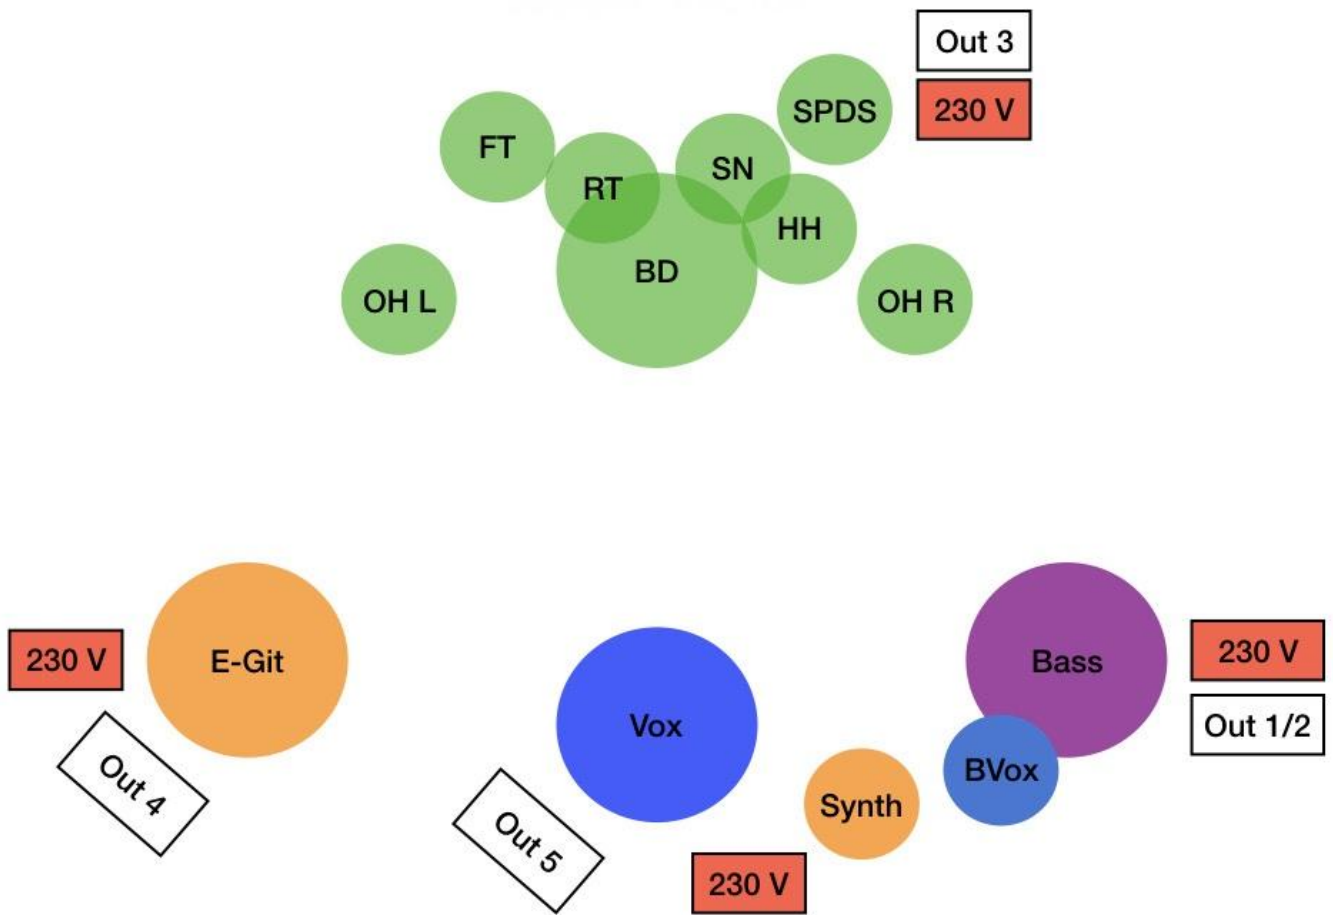 Out 3
SPDS
230 V
FT
SN
RT
HH
BD
OH L
OH R
230 V
E-Git
Bass
230 V
Vox
Out 1/2
Out 4
BVox
Synth
Out 5
230 V